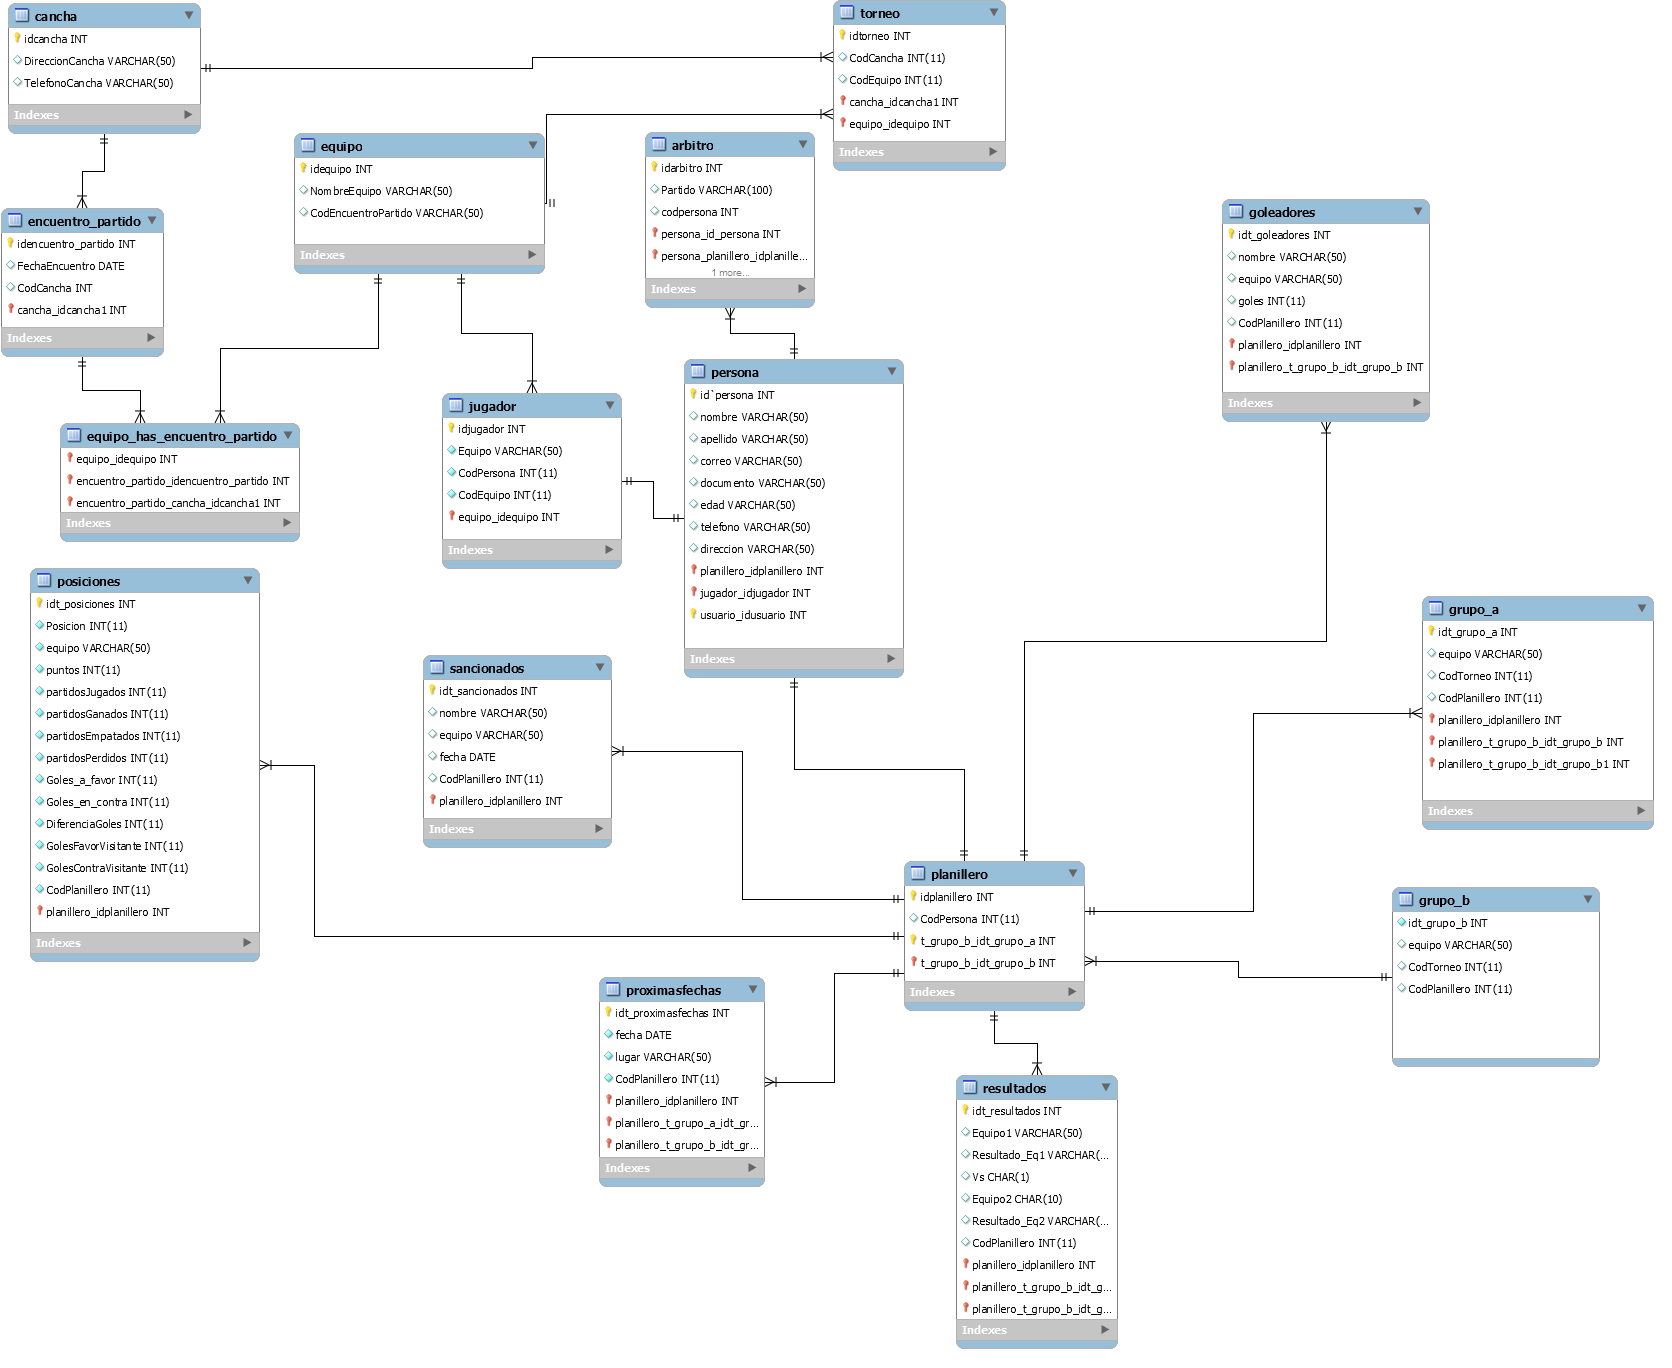 cancha
idcancha INT
DireccionCancha VARCHAR(50)
TelefonoCancha VARCHAR(50)
Indexes
torneo
idtorneo INT
CodCancha INT(11)
CodEquipo INT(11)
cancha_idcancha1 INT
equipo_idequipo INT
Indexes
equipo
idequipo INT
NombreEquipo VARCHAR(50)
CodEncuentroPartido VARCHAR(50)
Indexes
arbitro
idarbitro INT
Partido VARCHAR(100)
codpersona INT
persona_id_persona INT
persona_planillero_idplanille...
1 more...
Indexes
encuentro_partido
idencuentro_partido INT
FechaEncuentro DATE
CodCancha INT
cancha_idcancha1 INT
Indexes
goleadores
idt_goleadores INT
nombre VARCHAR(50)
equipo VARCHAR(50)
goles INT(11)
CodPlanillero INT(11)
planillero_idplanillero INT
planillero_t_grupo_b_idt_grupo_b INT
Indexes
equipo_has_encuentro_partido
equipo_idequipo INT
encuentro_partido_idencuentro_partido INT
encuentro_partido_cancha_idcancha1 INT
Indexes
jugador
idjugador INT
Equipo VARCHAR(50)
CodPersona INT(11)
CodEquipo INT(11)
equipo_idequipo INT
Indexes
persona
id`persona INT
nombre VARCHAR(50)
apellido VARCHAR(50)
correo VARCHAR(50)
documento VARCHAR(50)
edad VARCHAR(50)
telefono VARCHAR(50)
direccion VARCHAR(50)
planillero_idplanillero INT
jugador_idjugador INT
usuario_idusuario INT
Indexes
posiciones
idt_posiciones INT
Posicion INT(11)
equipo VARCHAR(50)
puntos INT(11)
partidosJugados INT(11)
partidosGanados INT(11)
partidosEmpatados INT(11)
partidosPerdidos INT(11)
Goles_a_favor INT(11)
Goles_en_contra INT(11)
DiferenciaGoles INT(11)
GolesFavorVisitante INT(11)
GolesContraVisitante INT(11)
CodPlanillero INT(11)
planillero_idplanillero INT
Indexes
sancionados
idt_sancionados INT
nombre VARCHAR(50)
equipo VARCHAR(50)
fecha DATE
CodPlanillero INT(11)
planillero_idplanillero INT
Indexes
grupo_a
idt_grupo_a INT
equipo VARCHAR(50)
CodTorneo INT(11)
CodPlanillero INT(11)
planillero_idplanillero INT
planillero_t_grupo_b_idt_grupo_b INT
planillero_t_grupo_b_idt_grupo_b1 INT
Indexes
planillero
idplanillero INT
CodPersona INT(11)
t_grupo_b_idt_grupo_a INT
t_grupo_b_idt_grupo_b INT
Indexes
grupo_b
idt_grupo_b INT
equipo VARCHAR(50)
CodTorneo INT(11)
CodPlanillero INT(11)
proximasfechas
idt_proximasfechas INT
fecha DATE
lugar VARCHAR(50)
CodPlanillero INT(11)
planillero_idplanillero INT
planillero_t_grupo_a_idt_gr...
planillero_t_grupo_b_idt_gr...
Indexes
resultados
idt_resultados INT
Equipo1 VARCHAR(50)
Resultado_Eq1 VARCHAR(...
Vs CHAR(1)
Equipo2 CHAR(10)
Resultado_Eq2 VARCHAR(...
CodPlanillero INT(11)
planillero_idplanillero INT
planillero_t_grupo_b_idt_g...
planillero_t_grupo_b_idt_g...
Indexes